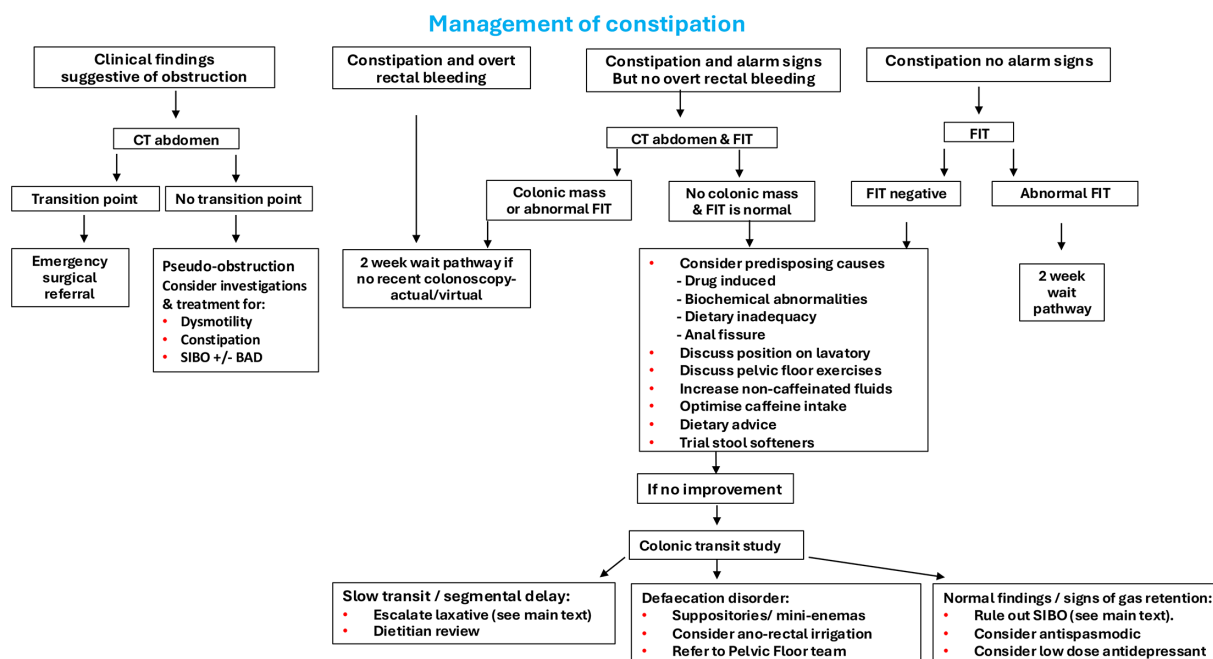 Management of constipation
Clinical findings
suggestive of obstruction
Constipation and overt
rectal bleeding
Constipation and alarm signs
But no overt rectal bleeding
Constipation no alarm signs
CT abdomen
CT abdomen & FIT
FIT
Transition point
No transition point
Colonic mass
or abnormal FIT
No colonic mass
& FIT is normal
FIT negative
Abnormal FIT
Emergency
surgical
referral
Pseudo-obstruction
Consider investigations
& treatment for:
• Dysmotility
• Constipation
• SIBO +/- BAD
2 week wait pathway if
no recent colonoscopy-
actual/virtual
• Consider predisposing causes
- Drug induced
- Biochemical abnormalities
- Dietary inadequacy
- Anal fissure
• Discuss position on lavatory
• Discuss pelvic floor exercises
• Increase non-caffeinated fluids
• Optimise caffeine intake
• Dietary advice
• Trial stool softeners
2 week
wait
pathway
If no improvement
Colonic transit study
Slow transit / segmental delay:
• Escalate laxative (see main text)
• Dietitian review
Defaecation disorder:
• Suppositories/ mini-enemas
• Consider ano-rectal irrigation
• Refer to Pelvic Floor team
Normal findings / signs of gas retention:
• Rule out SIBO (see main text).
• Consider antispasmodic
• Consider low dose antidepressant